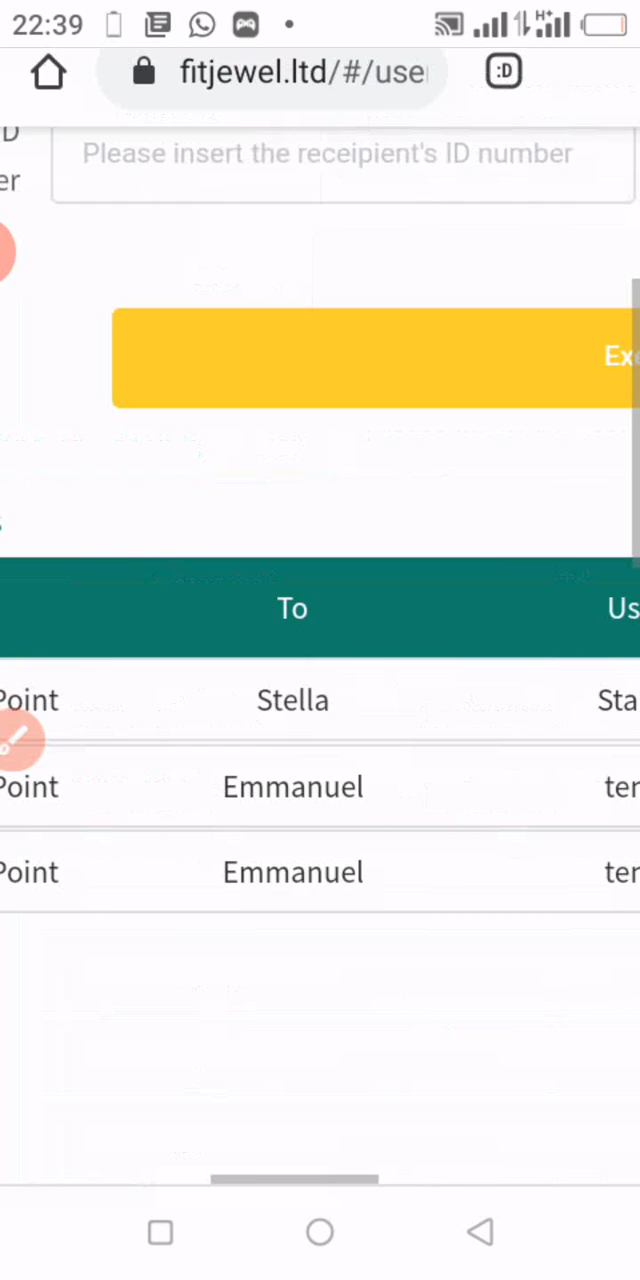 22:39
H+
fitjewel.ltd/#/use
:D
D
er
Please insert the receipient's ID number
Exe
s
To
Us
Point
Stella
Sta
Point
Emmanuel
ter
Point
Emmanuel
ter